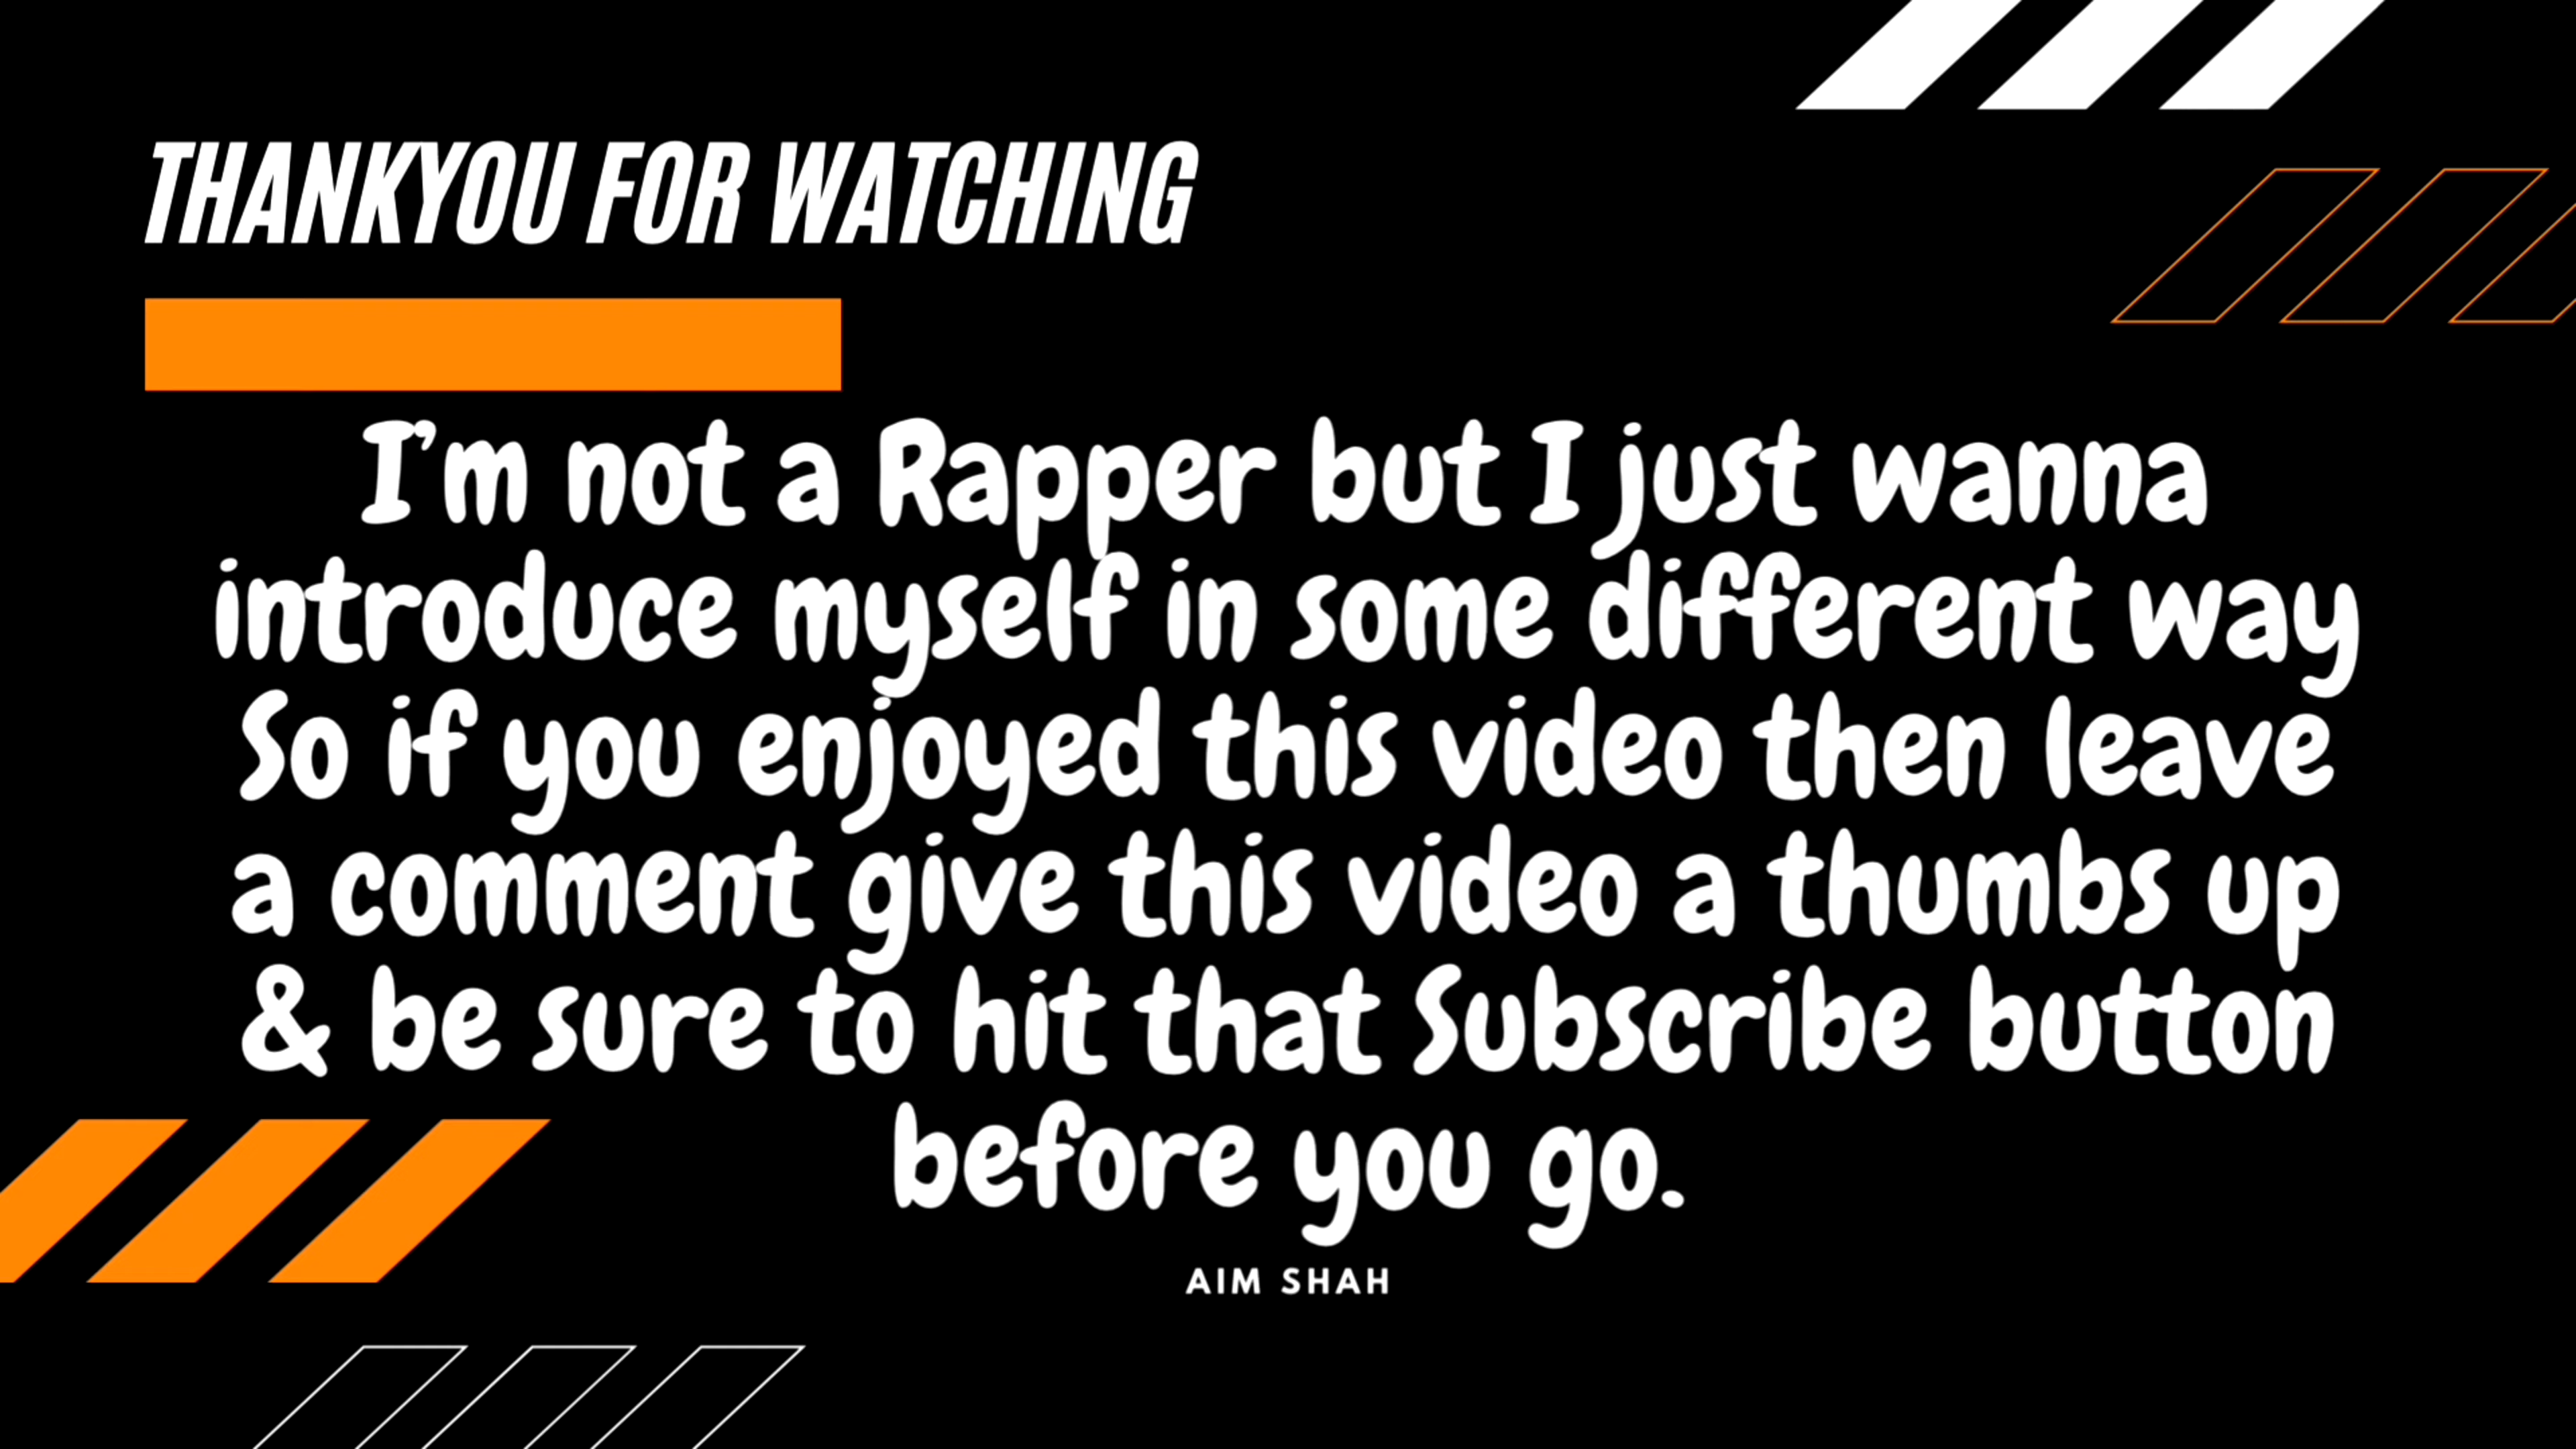 THANKYOU FOR WATCHING
I'm not a Rapper but I just wanna
introduce myself in some different way
So if you enjoyed this video then leave
a comment give this video a thumbs up
& be sure to hit that Subscribe button
before you go.
AIM SHAH